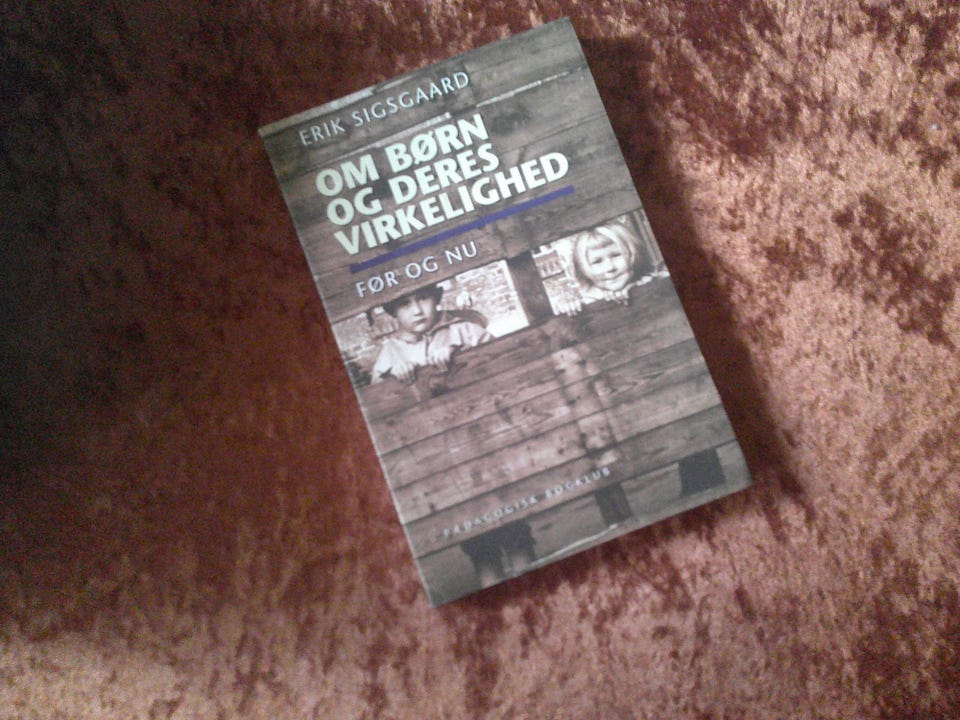 ERIK SIGSGAARD
OM BØRN
OG DERES
VIRKELIGHED
FØR OG NU
PÆDAGOGISK BOGKLUB